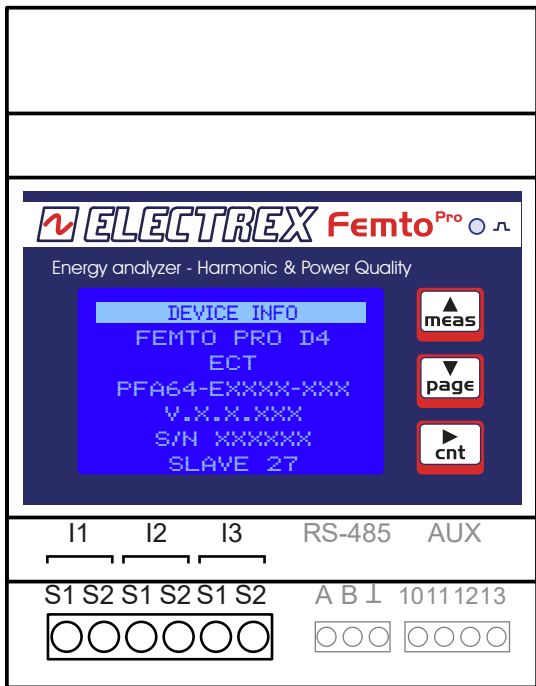 ELECTREX Femto Pro
Energy analyzer - Harmonic & Power Quality
DEVICE INFO
FEMTO PRO D4
ECT
PFA64-EXXXX-XXX
V.X.X.XXX
S/N XXXXXX
SLAVE 27
meas
page
cnt
I1 I2 I3 RS-485 AUX
S1 S2 S1 S2 S1 S2 A B ⊥ 10 11 12 13